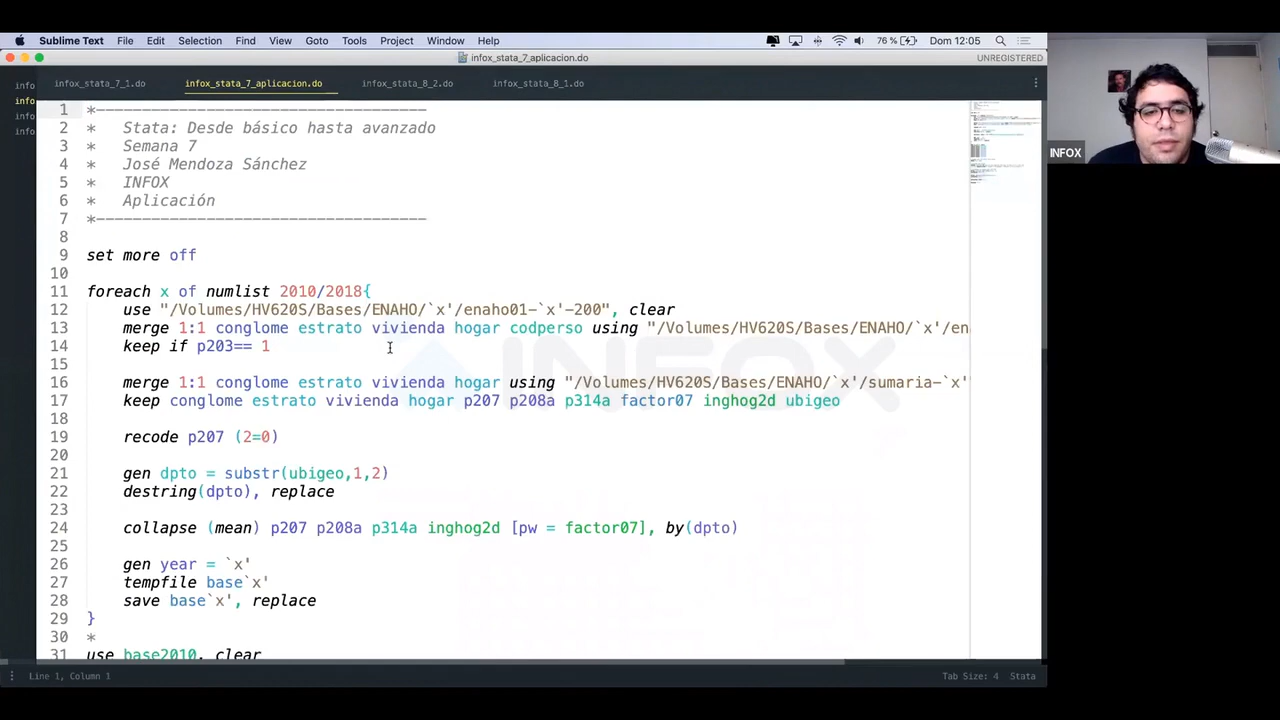 Sublime Text File Edit Selection Find View Goto Tools Project Window Help 76 % Dom 12:05
infox_stata_7_aplicacion.do UNREGISTERED
infox_stata_7_1.do infox_stata_7_aplicacion.do infox_stata_8_2.do infox_stata_8_1.do
info
info
info
info
1 *-------------------------------------
2 * Stata: Desde básico hasta avanzado
3 * Semana 7
4 * José Mendoza Sánchez
5 * INFOX
6 * Aplicación
7 *-------------------------------------
8
9 set more off
10
11 foreach x of numlist 2010/2018{
12 use "/Volumes/HV620S/Bases/ENAHO/`x'/enaho01-`x'-200", clear
13 merge 1:1 conglome estrato vivienda hogar codperso using "/Volumes/HV620S/Bases/ENAHO/`x'/en
14 keep if p203== 1
15
16 merge 1:1 conglome estrato vivienda hogar using "/Volumes/HV620S/Bases/ENAHO/`x'/sumaria-`x'"
17 keep conglome estrato vivienda hogar p207 p208a p314a factor07 inghog2d ubigeo
18
19 recode p207 (2=0)
20
21 gen dpto = substr(ubigeo,1,2)
22 destring(dpto), replace
23
24 collapse (mean) p207 p208a p314a inghog2d [pw = factor07], by(dpto)
25
26 gen year = `x'
27 tempfile base`x'
28 save base`x', replace
29 }
30 *
31 use base2010, clear
INFOX
INFOX
Line 1, Column 1 Tab Size: 4 Stata